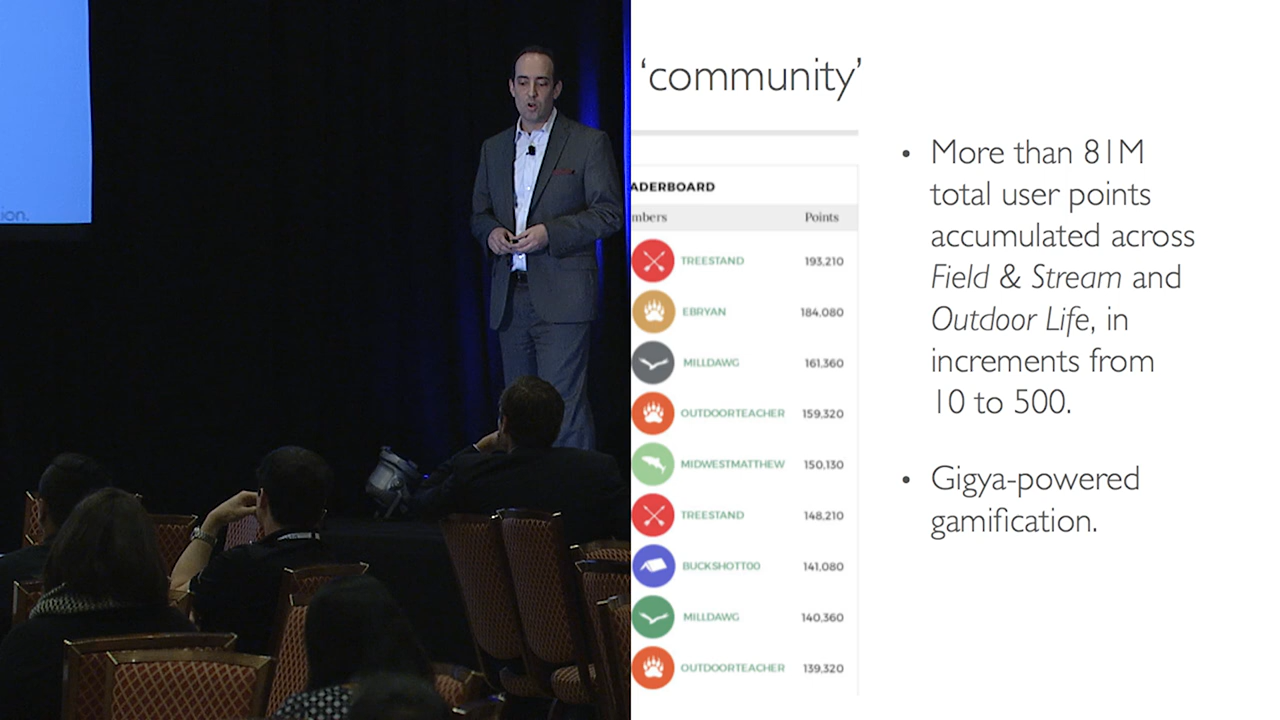 ion.
‘community’
ADERBOARD
mbers Points
TREESTAND 193,210
EBRYAN 184,080
MILLDAWG 161,360
OUTDOORTEACHER 159,320
MIDWESTMATTHEW 150,130
TREESTAND 148,210
BUCKSHOTT00 141,080
MILLDAWG 140,360
OUTDOORTEACHER 139,320
• More than 81M
total user points
accumulated across
Field & Stream and
Outdoor Life, in
increments from
10 to 500.
• Gigya-powered
gamification.